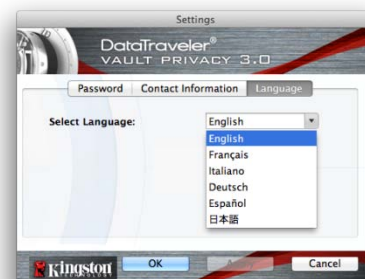 Settings
DataTraveler®
VAULT PRIVACY 3.0
Password Contact Information Language
Select Language: English
English
Français
Italiano
Deutsch
Español
日本語
Kingston
TECHNOLOGY
OK Cancel